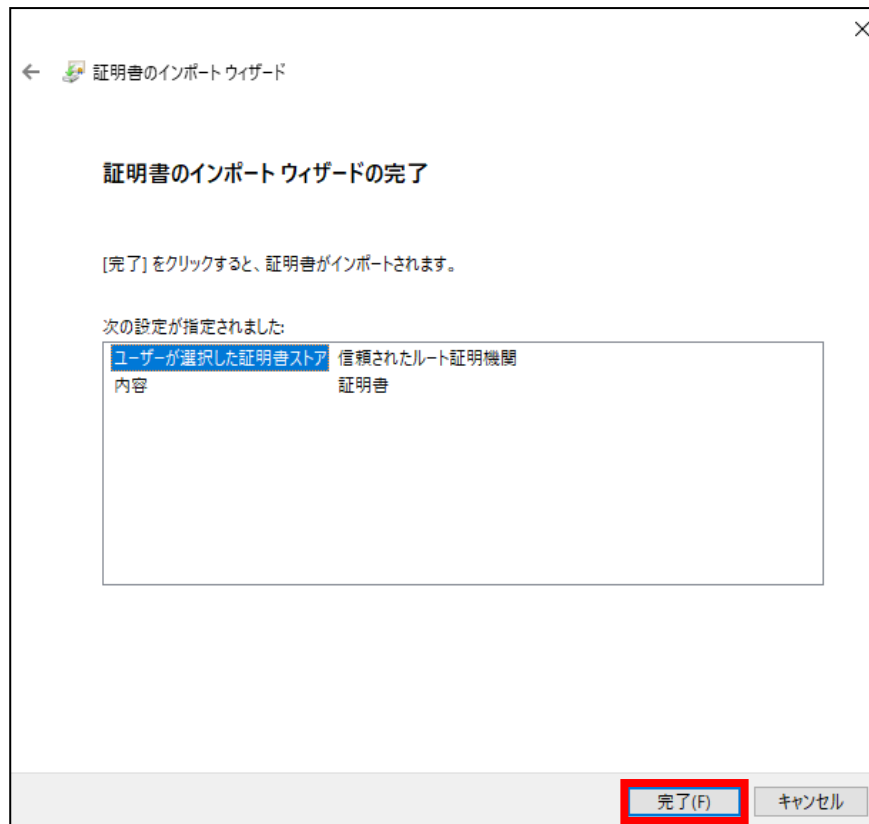 証明書のインポート ウィザード
証明書のインポート ウィザードの完了
[完了] をクリックすると、証明書がインポートされます。
次の設定が指定されました:
ユーザーが選択した証明書ストア 信頼されたルート証明機関
内容 証明書
完了(F) キャンセル